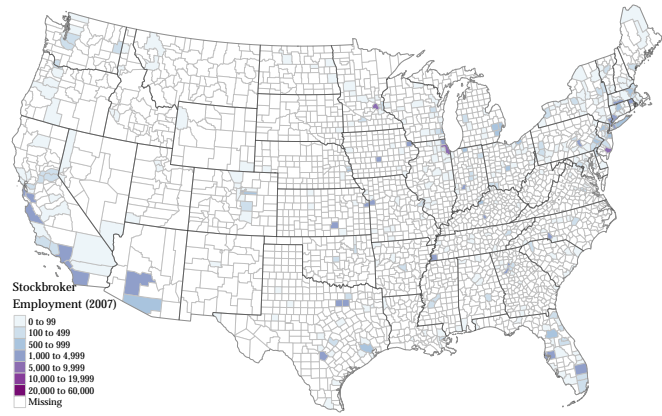 Stockbroker
Employment (2007)
0 to 99
100 to 499
500 to 999
1,000 to 4,999
5,000 to 9,999
10,000 to 19,999
20,000 to 60,000
Missing